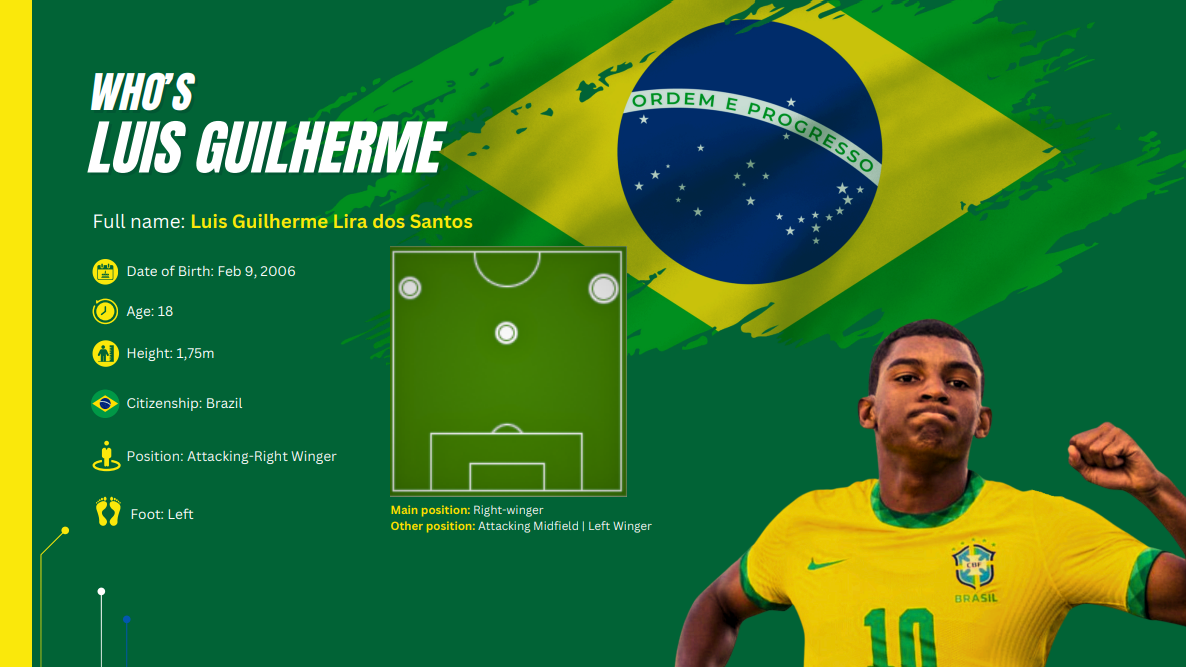 WHO'S
LUIS GUILHERME
Full name: Luis Guilherme Lira dos Santos
Date of Birth: Feb 9, 2006
Age: 18
Height: 1,75m
Citizenship: Brazil
Position: Attacking-Right Winger
Foot: Left
Main position: Right-winger
Other position: Attacking Midfield | Left Winger
ORDEM E PROGRESSO
CBF
BRASIL
10